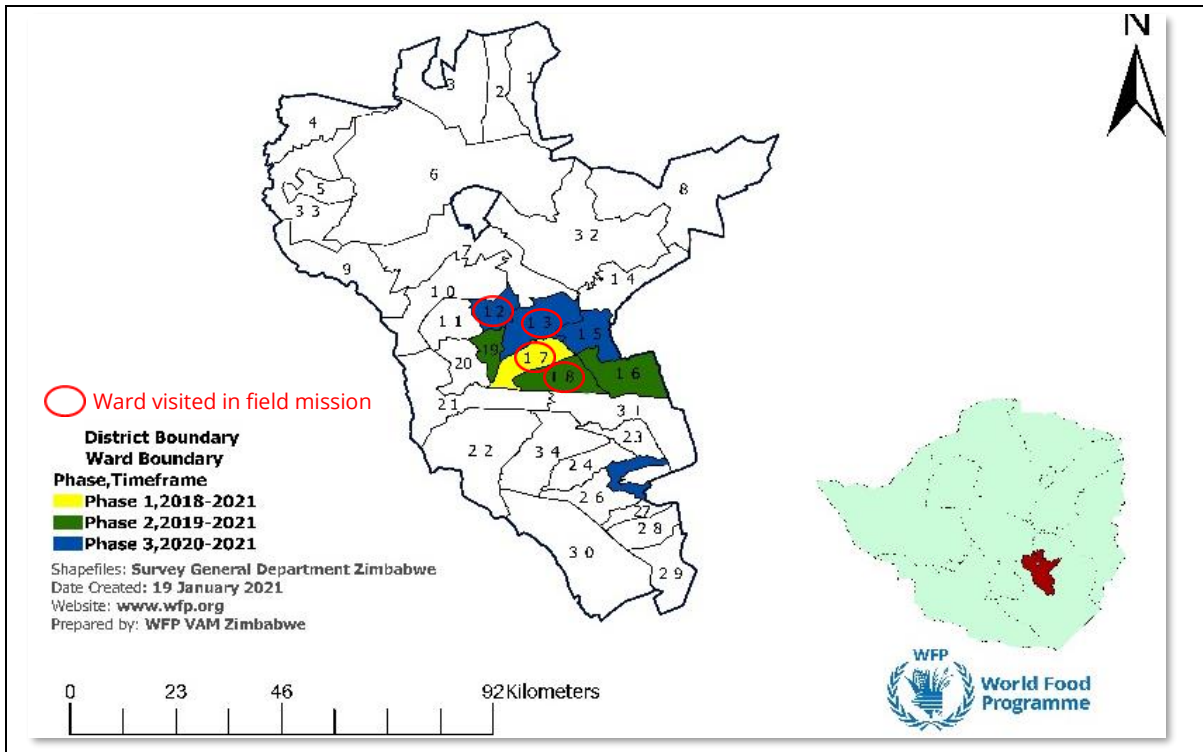 N
3
2
1
4
6
5
8
3 3
3 2
7
9
1 4
1 0
1 2
1 3
1 1
1 5
19
1 7
20
1 8
1 6
2 1
3 1
23
2 2
3 4
2 4
2 6
27
2 8
3 0
2 9
Ward visited in field mission
District Boundary
Ward Boundary
Phase,Timeframe
Phase 1,2018-2021
Phase 2,2019-2021
Phase 3,2020-2021
Shapefiles: Survey General Department Zimbabwe
Date Created: 19 January 2021
Website: www.wfp.org
Prepared by: WFP VAM Zimbabwe
0 23 46 92Kilometers
WFP
World Food
Programme